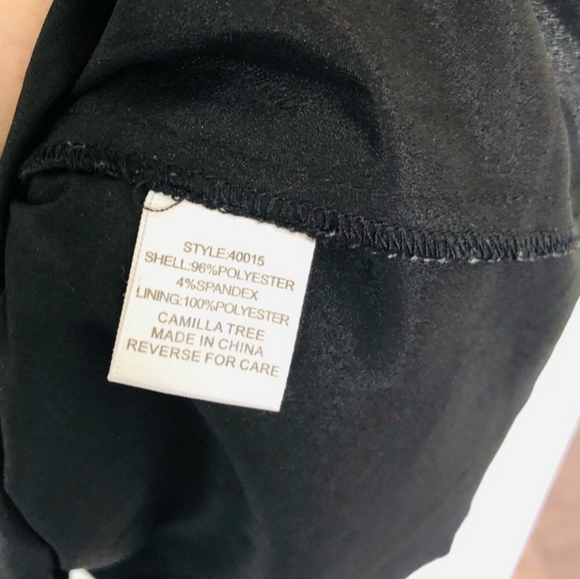 STYLE:40015
SHELL:96%POLYESTER
4%SPANDEX
LINING:100%POLYESTER
CAMILLA TREE
MADE IN CHINA
REVERSE FOR CARE